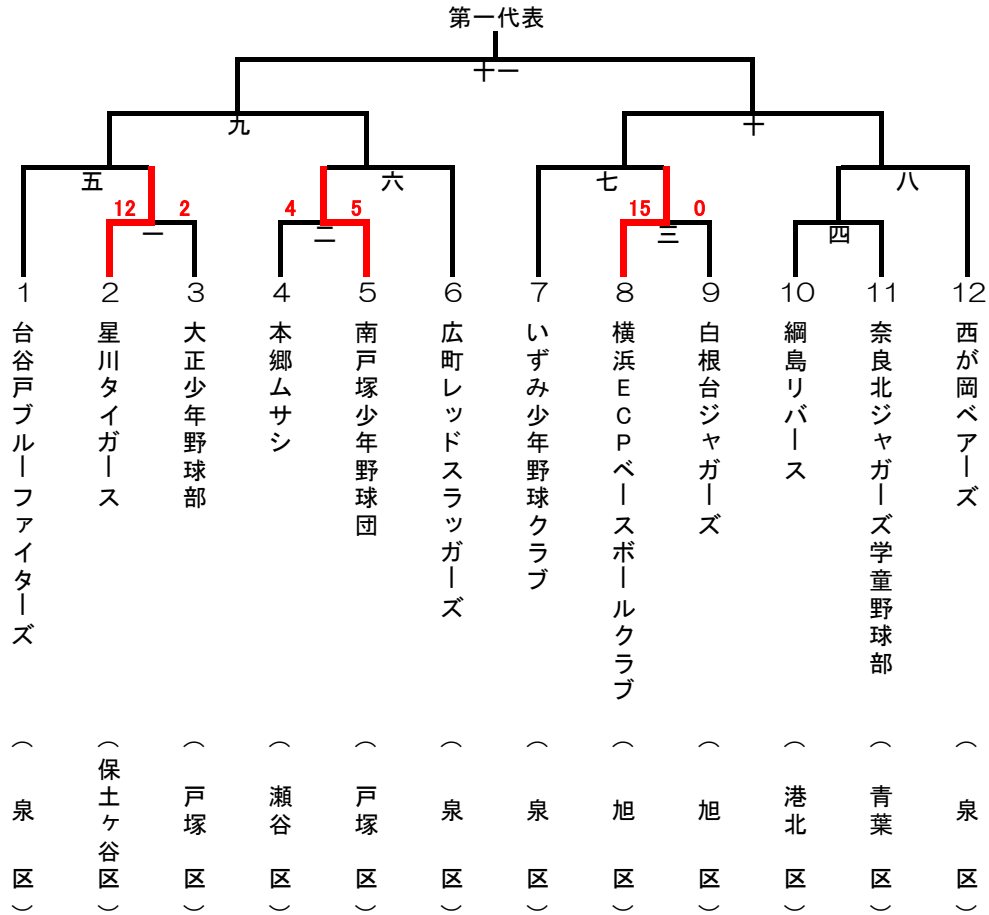 第一代表
十一
九
十
五
六
七
八
12 2
4 5
15 0
一
二
三
四
1 2 3 4 5 6 7 8 9 10 11 12
台谷戸ブルーファイターズ
星川タイガース
大正少年野球部
本郷ムサシ
南戸塚少年野球団
広町レッドスラッガーズ
いずみ少年野球クラブ
横浜ECPベースボールクラブ
白根台ジャガーズ
綱島リバース
奈良北ジャガーズ学童野球部
西が岡ベアーズ
(泉区)
(保土ヶ谷区)
(戸塚区)
(瀬谷区)
(戸塚区)
(泉区)
(泉区)
(旭区)
(旭区)
(港北区)
(青葉区)
(泉区)